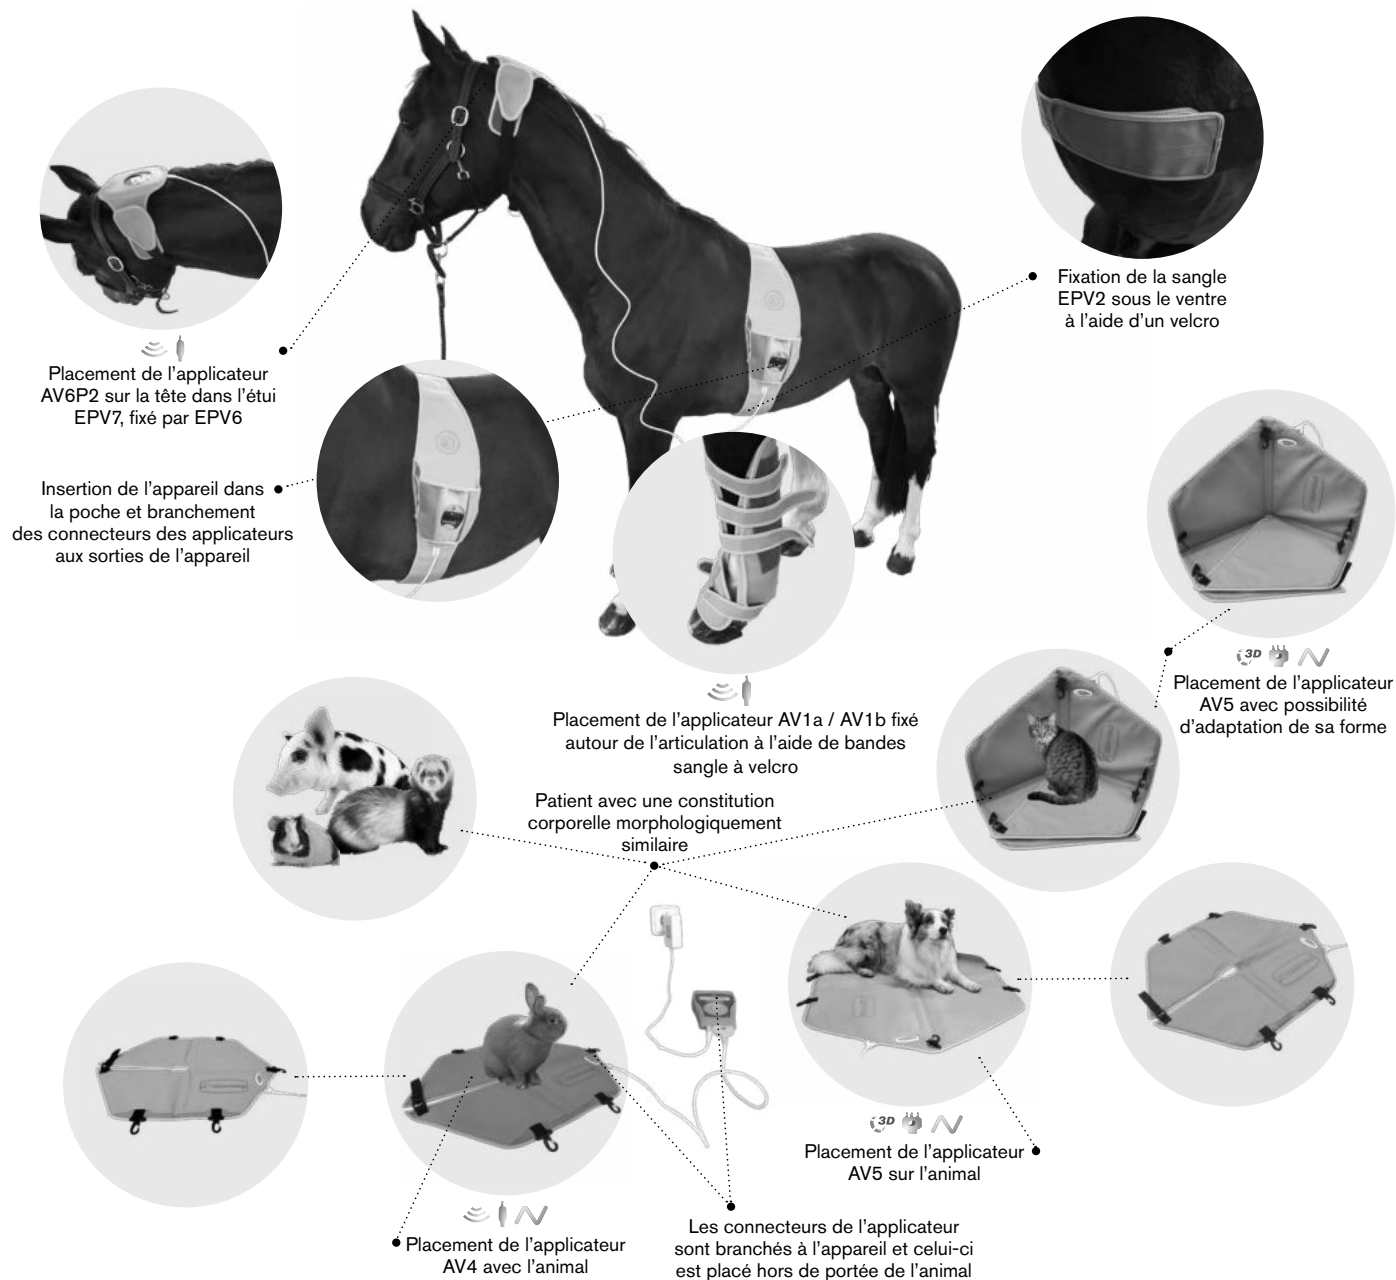 Fixation de la sangle
EPV2 sous le ventre
à l’aide d’un velcro
Placement de l’applicateur
AV6P2 sur la tête dans l’étui
EPV7, fixé par EPV6
Insertion de l’appareil dans
la poche et branchement
des connecteurs des applicateurs
aux sorties de l’appareil
3D
Placement de l’applicateur
AV5 avec possibilité
d’adaptation de sa forme
Placement de l’applicateur AV1a / AV1b fixé
autour de l’articulation à l’aide de bandes
sangle à velcro
Patient avec une constitution
corporelle morphologiquement
similaire
3D
Placement de l’applicateur
AV5 sur l’animal
Placement de l’applicateur
AV4 avec l’animal
Les connecteurs de l’applicateur
sont branchés à l’appareil et celui-ci
est placé hors de portée de l’animal